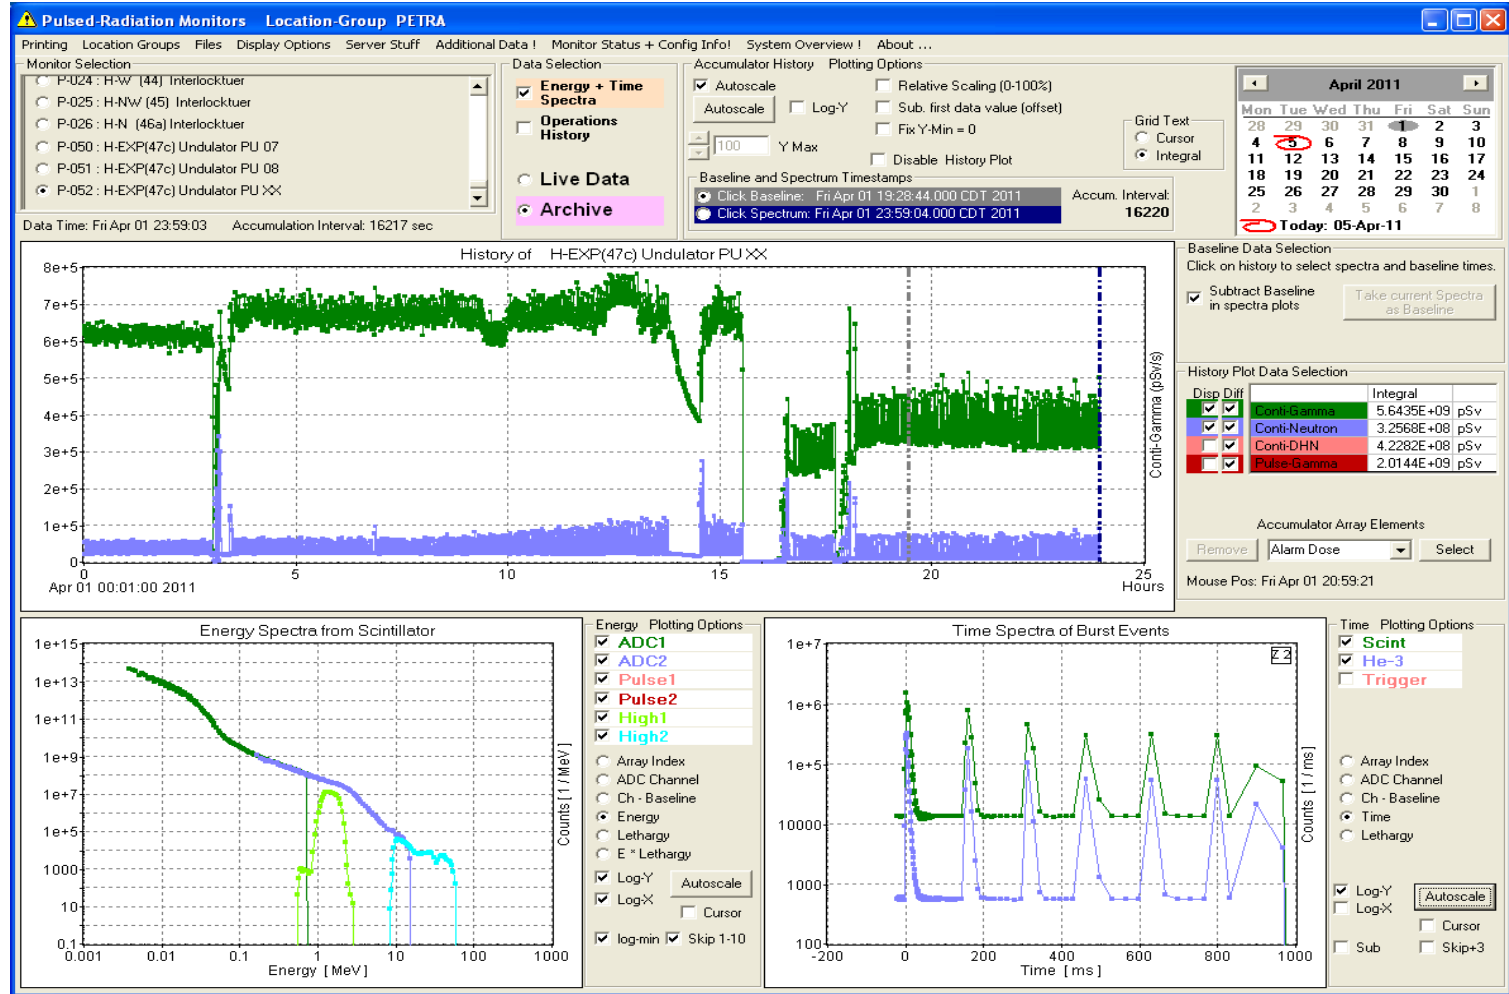 Pulsed-Radiation Monitors Location-Group PETRA
Printing Location Groups Files Display Options Server Stuff Additional Data ! Monitor Status + Config Info! System Overview ! About ...
Monitor Selection
P-024 : H-W (44) Interlocktuer
P-025 : H-NW (45) Interlocktuer
P-026 : H-N (46a) Interlocktuer
P-050 : H-EXP(47c) Undulator PU 07
P-051 : H-EXP(47c) Undulator PU 08
P-052 : H-EXP(47c) Undulator PU XX
Data Time: Fri Apr 01 23:59:03 Accumulation Interval: 16217 sec
Data Selection
Energy + Time
Spectra
Operations
History
Live Data
Archive
Accumulator History Plotting Options
Autoscale
Autoscale
Log-Y
100
Y Max
Relative Scaling (0-100%)
Sub. first data value (offset)
Fix Y-Min = 0
Disable History Plot
Grid Text
Cursor
Integral
Baseline and Spectrum Timestamps
Click Baseline: Fri Apr 01 19:28:44.000 CDT 2011
Click Spectrum: Fri Apr 01 23:59:04.000 CDT 2011
Accum. Interval:
16220
April 2011
Mon Tue Wed Thu Fri Sat Sun
28 29 30 31 1 2 3
4 5 6 7 8 9 10
11 12 13 14 15 16 17
18 19 20 21 22 23 24
25 26 27 28 29 30 1
2 3 4 5 6 7 8
Today: 05-Apr-11
History of H-EXP(47c) Undulator PU XX
8e+5
7e+5
6e+5
5e+5
4e+5
3e+5
2e+5
1e+5
0
0 5 10 15 20 25
Apr 01 00:01:00 2011
Hours
Conti-Gamma (pSv/s)
Baseline Data Selection
Click on history to select spectra and baseline times.
Subtract Baseline
in spectra plots
Take current Spectra
as Baseline
History Plot Data Selection
Disp Diff Integral
Conti-Gamma 5.6435E+09 pSv
Conti-Neutron 3.2568E+08 pSv
Conti-DHN 4.2282E+08 pSv
Pulse-Gamma 2.0144E+09 pSv
Accumulator Array Elements
Remove Alarm Dose Select
Mouse Pos: Fri Apr 01 20:59:21
Energy Spectra from Scintillator
1e+15
1e+13
1e+11
1e+9
1e+7
1e+5
1000
10
0.1
0.001 0.01 0.1 1 10 100 1000
Energy [ MeV ]
Counts [ 1 / MeV ]
Energy Plotting Options
ADC1
ADC2
Pulse1
Pulse2
High1
High2
Array Index
ADC Channel
Ch - Baseline
Energy
Lethargy
E * Lethargy
Log-Y
Log-X
Autoscale
Cursor
log-min Skip 1-10
Time Spectra of Burst Events
Z 2
1e+7
1e+6
1e+5
10000
1000
100
-200 0 200 400 600 800 1000
Time [ ms ]
Counts [ 1 / ms ]
Time Plotting Options
Scint
He-3
Trigger
Array Index
ADC Channel
Ch - Baseline
Time
Lethargy
Log-Y
Log-X
Autoscale
Cursor
Sub Skip+3